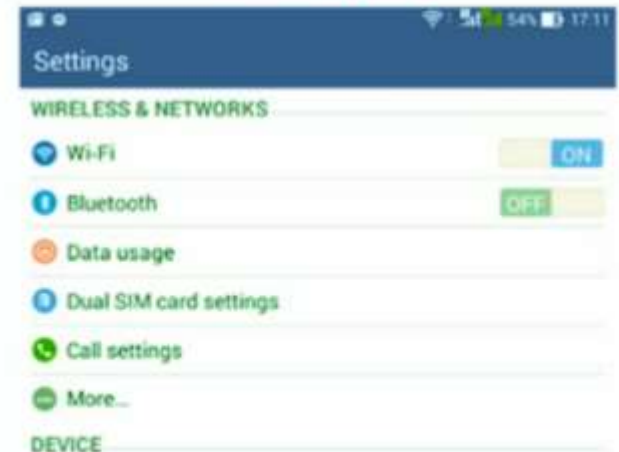 54% 17:11
Settings
WIRELESS & NETWORKS
Wi-Fi ON
Bluetooth OFF
Data usage
Dual SIM card settings
Call settings
More...
DEVICE